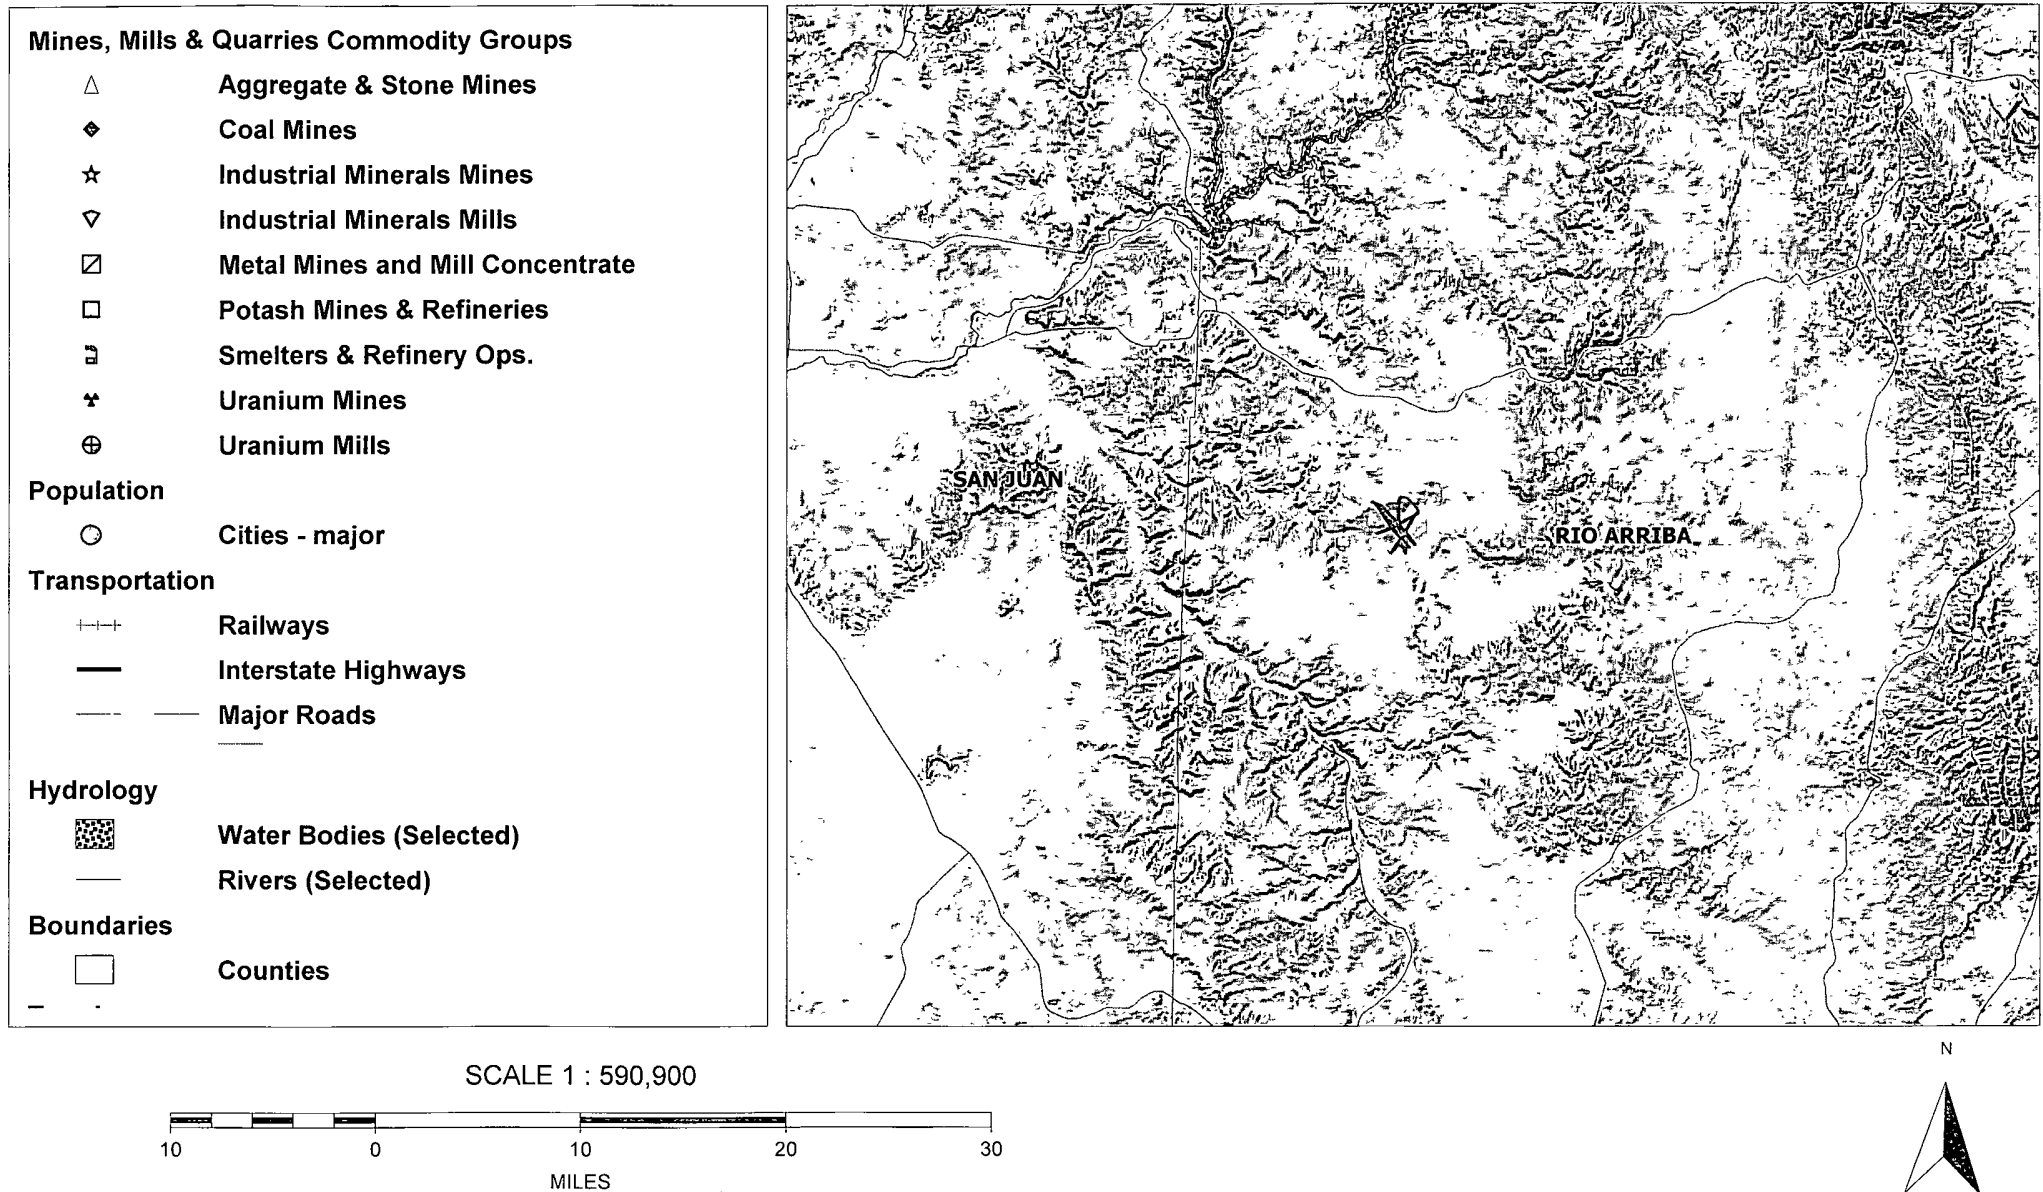 Mines, Mills & Quarries Commodity Groups
Aggregate & Stone Mines
Coal Mines
Industrial Minerals Mines
Industrial Minerals Mills
Metal Mines and Mill Concentrate
Potash Mines & Refineries
Smelters & Refinery Ops.
Uranium Mines
Uranium Mills
Population
Cities - major
Transportation
Railways
Interstate Highways
Major Roads
Hydrology
Water Bodies (Selected)
Rivers (Selected)
Boundaries
Counties
SAN JUAN
RIO ARRIBA
SCALE 1 : 590,900
10 0 10 20 30
MILES
N